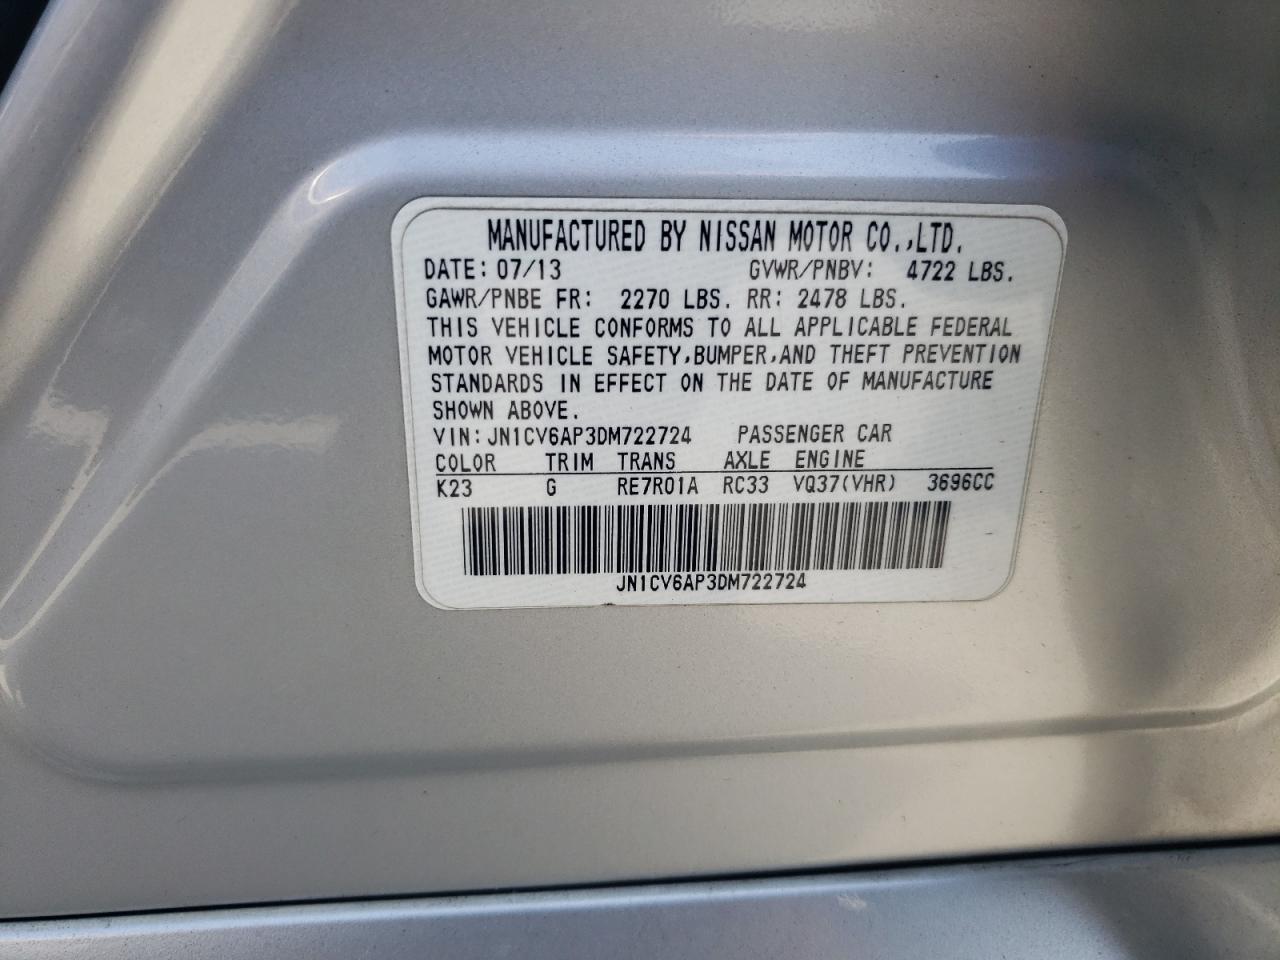 MANUFACTURED BY NISSAN MOTOR CO.,LTD.
DATE: 07/13 GVWR/PNBV: 4722 LBS.
GAWR/PNBE FR: 2270 LBS. RR: 2478 LBS.
THIS VEHICLE CONFORMS TO ALL APPLICABLE FEDERAL
MOTOR VEHICLE SAFETY,BUMPER,AND THEFT PREVENTION
STANDARDS IN EFFECT ON THE DATE OF MANUFACTURE
SHOWN ABOVE.
VIN:JN1CV6AP3DM722724 PASSENGER CAR
COLOR TRIM TRANS AXLE ENGINE
K23 G RE7R01A RC33 VQ37(VHR) 3696CC
JN1CV6AP3DM722724